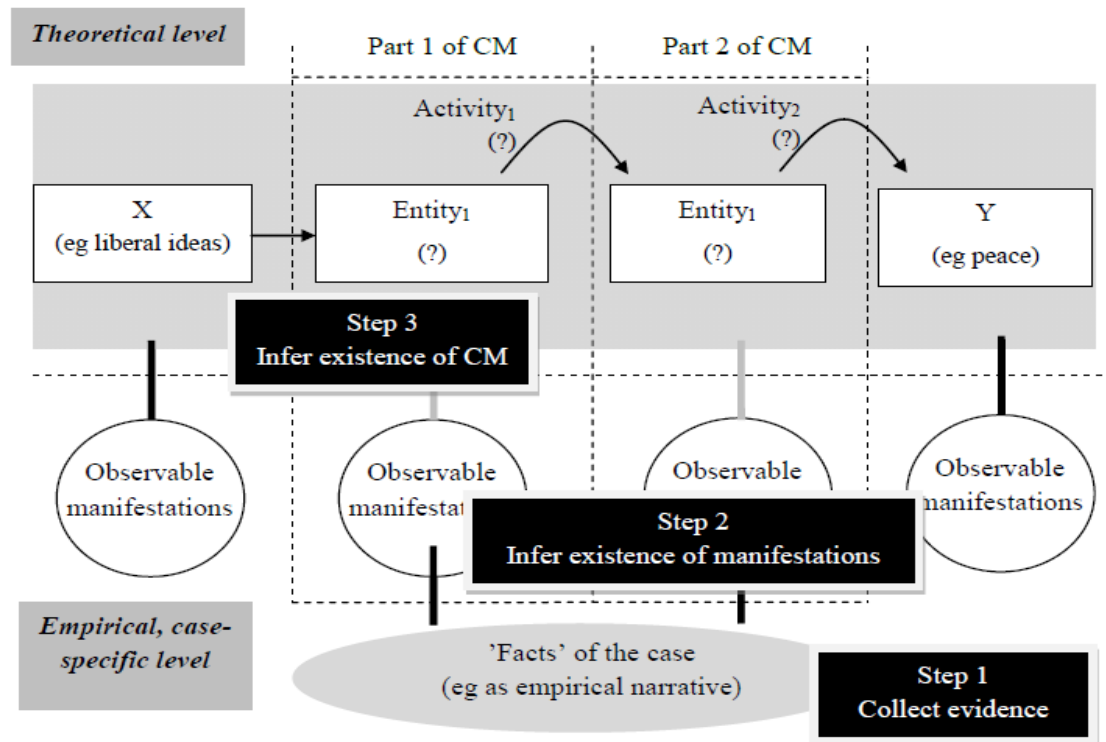 Theoretical level
Part 1 of CM
Part 2 of CM
Activity₁
(?)
Activity₂
(?)
X
(eg liberal ideas)
Entity₁
(?)
Entity₁
(?)
Y
(eg peace)
Step 3
Infer existence of CM
Observable
manifestations
Observable
Observable
Observable
manifestations
Step 2
Infer existence of manifestations
Empirical, case-
specific level
’Facts’ of the case
(eg as empirical narrative)
Step 1
Collect evidence